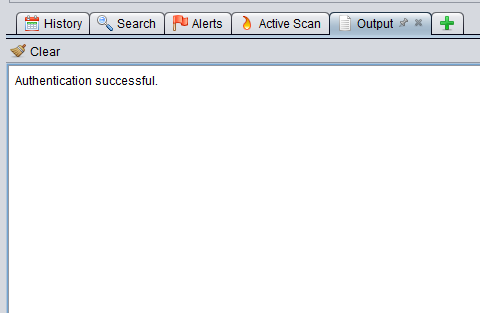 History Search Alerts Active Scan Output
Clear
Authentication successful.